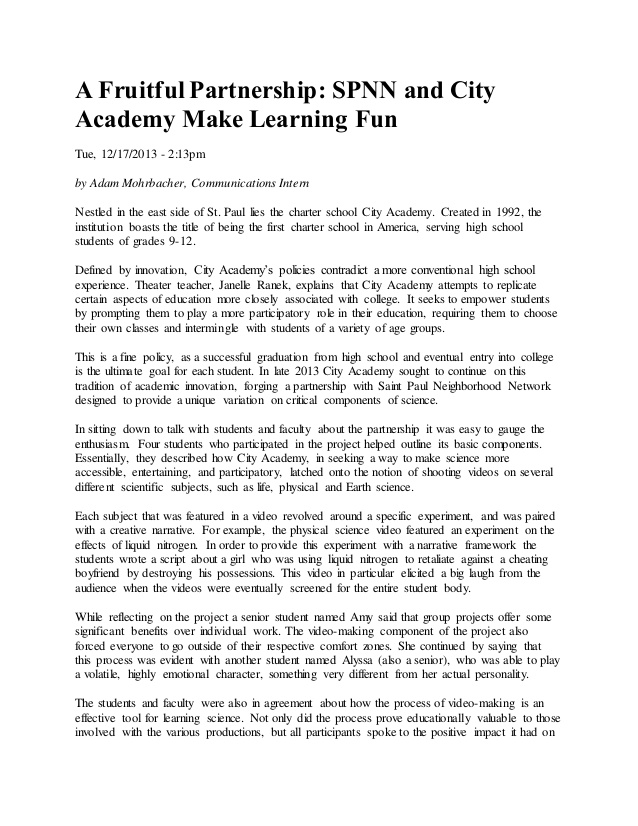 A Fruitful Partnership: SPNN and City
Academy Make Learning Fun
Tue, 12/17/2013 - 2:13pm
by Adam Mohrbacher, Communications Intern
Nestled in the east side of St. Paul lies the charter school City Academy. Created in 1992, the
institution boasts the title of being the first charter school in America, serving high school
students of grades 9-12.
Defined by innovation, City Academy's policies contradict a more conventional high school
experience. Theater teacher, Janelle Ranek, explains that City Academy attempts to replicate
certain aspects of education more closely associated with college. It seeks to empower students
by prompting them to play a more participatory role in their education, requiring them to choose
their own classes and intermingle with students of a variety of age groups.
This is a fine policy, as a successful graduation from high school and eventual entry into college
is the ultimate goal for each student. In late 2013 City Academy sought to continue on this
tradition of academic innovation, forging a partnership with Saint Paul Neighborhood Network
designed to provide a unique variation on critical components of science.
In sitting down to talk with students and faculty about the partnership it was easy to gauge the
enthusiasm. Four students who participated in the project helped outline its basic components.
Essentially, they described how City Academy, in seeking a way to make science more
accessible, entertaining, and participatory, latched onto the notion of shooting videos on several
different scientific subjects, such as life, physical and Earth science.
Each subject that was featured in a video revolved around a specific experiment, and was paired
with a creative narrative. For example, the physical science video featured an experiment on the
effects of liquid nitrogen. In order to provide this experiment with a narrative framework the
students wrote a script about a girl who was using liquid nitrogen to retaliate against a cheating
boyfriend by destroying his possessions. This video in particular elicited a big laugh from the
audience when the videos were eventually screened for the entire student body.
While reflecting on the project a senior student named Amy said that group projects offer some
significant benefits over individual work. The video-making component of the project also
forced everyone to go outside of their respective comfort zones. She continued by saying that
this process was evident with another student named Alyssa (also a senior), who was able to play
a volatile, highly emotional character, something very different from her actual personality.
The students and faculty were also in agreement about how the process of video-making is an
effective tool for learning science. Not only did the process prove educationally valuable to those
involved with the various productions, but all participants spoke to the positive impact it had on